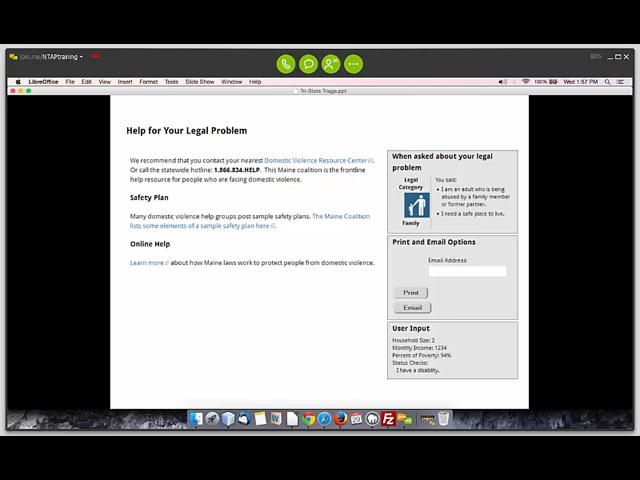 join.me/NTAPtraining
BDS
LibreOffice File Edit View Insert Format Tools Slide Show Window Help
100% Wed 1:57 PM
Tri-State Triage.ppt
Help for Your Legal Problem
We recommend that you contact your nearest Domestic Violence Resource Center.
Or call the statewide hotline: 1.866.834.HELP. This Maine coalition is the frontline
help resource for people who are facing domestic violence.
Safety Plan
Many domestic violence help groups post sample safety plans. The Maine Coalition
lists some elements of a sample safety plan here.
Online Help
Learn more about how Maine laws work to protect people from domestic violence.
When asked about your legal
problem
Legal
Category
Family
You said:
• I am an adult who is being
abused by a family member
or former partner.
• I need a safe place to live.
Print and Email Options
Email Address
Print
Email
User Input
Household Size: 2
Monthly Income: 1234
Percent of Poverty: 94%
Status Checks:
I have a disability.